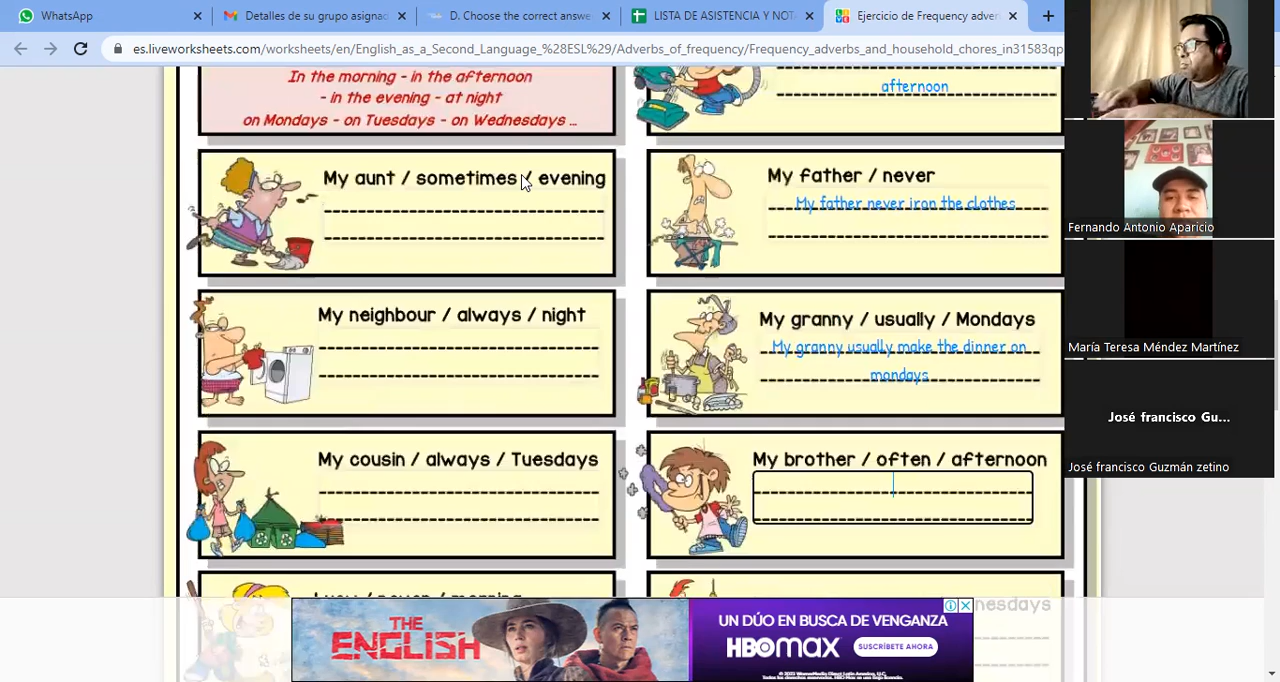 WhatsApp
Detalles de su grupo asignac
D. Choose the correct answe
LISTA DE ASISTENCIA Y NOT
Ejercicio de Frequency adver
es.liveworksheets.com/worksheets/en/English_as_a_Second_Language_%28ESL%29/Adverbs_of_frequency/Frequency_adverbs_and_household_chores_in31583qp
In the morning - in the afternoon
- in the evening - at night
on Mondays - on Tuesdays - on Wednesdays ...
afternoon
My aunt / sometimes / evening
My father / never
My father never iron the clothes
My neighbour / always / night
My granny / usually / Mondays
My granny usually make the dinner on
mondays
My cousin / always / Tuesdays
My brother / often / afternoon
nesdays
THE
ENGLISH
UN DÚO EN BUSCA DE VENGANZA
HBOMAX
SUSCRÍBETE AHORA
Fernando Antonio Aparicio
María Teresa Méndez Martínez
José francisco Gu...
José francisco Guzmán zetino